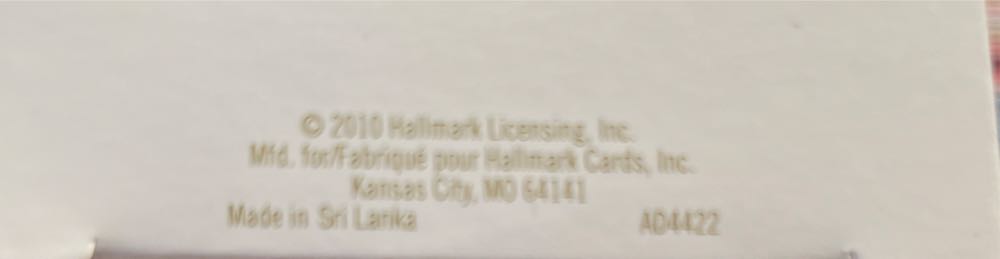 © 2010 Hallmark Licensing, Inc.
Mfd. for/Fabriqué pour Hallmark Cards, Inc.
Kansas City, MO 64141
Made in Sri Lanka AD4422